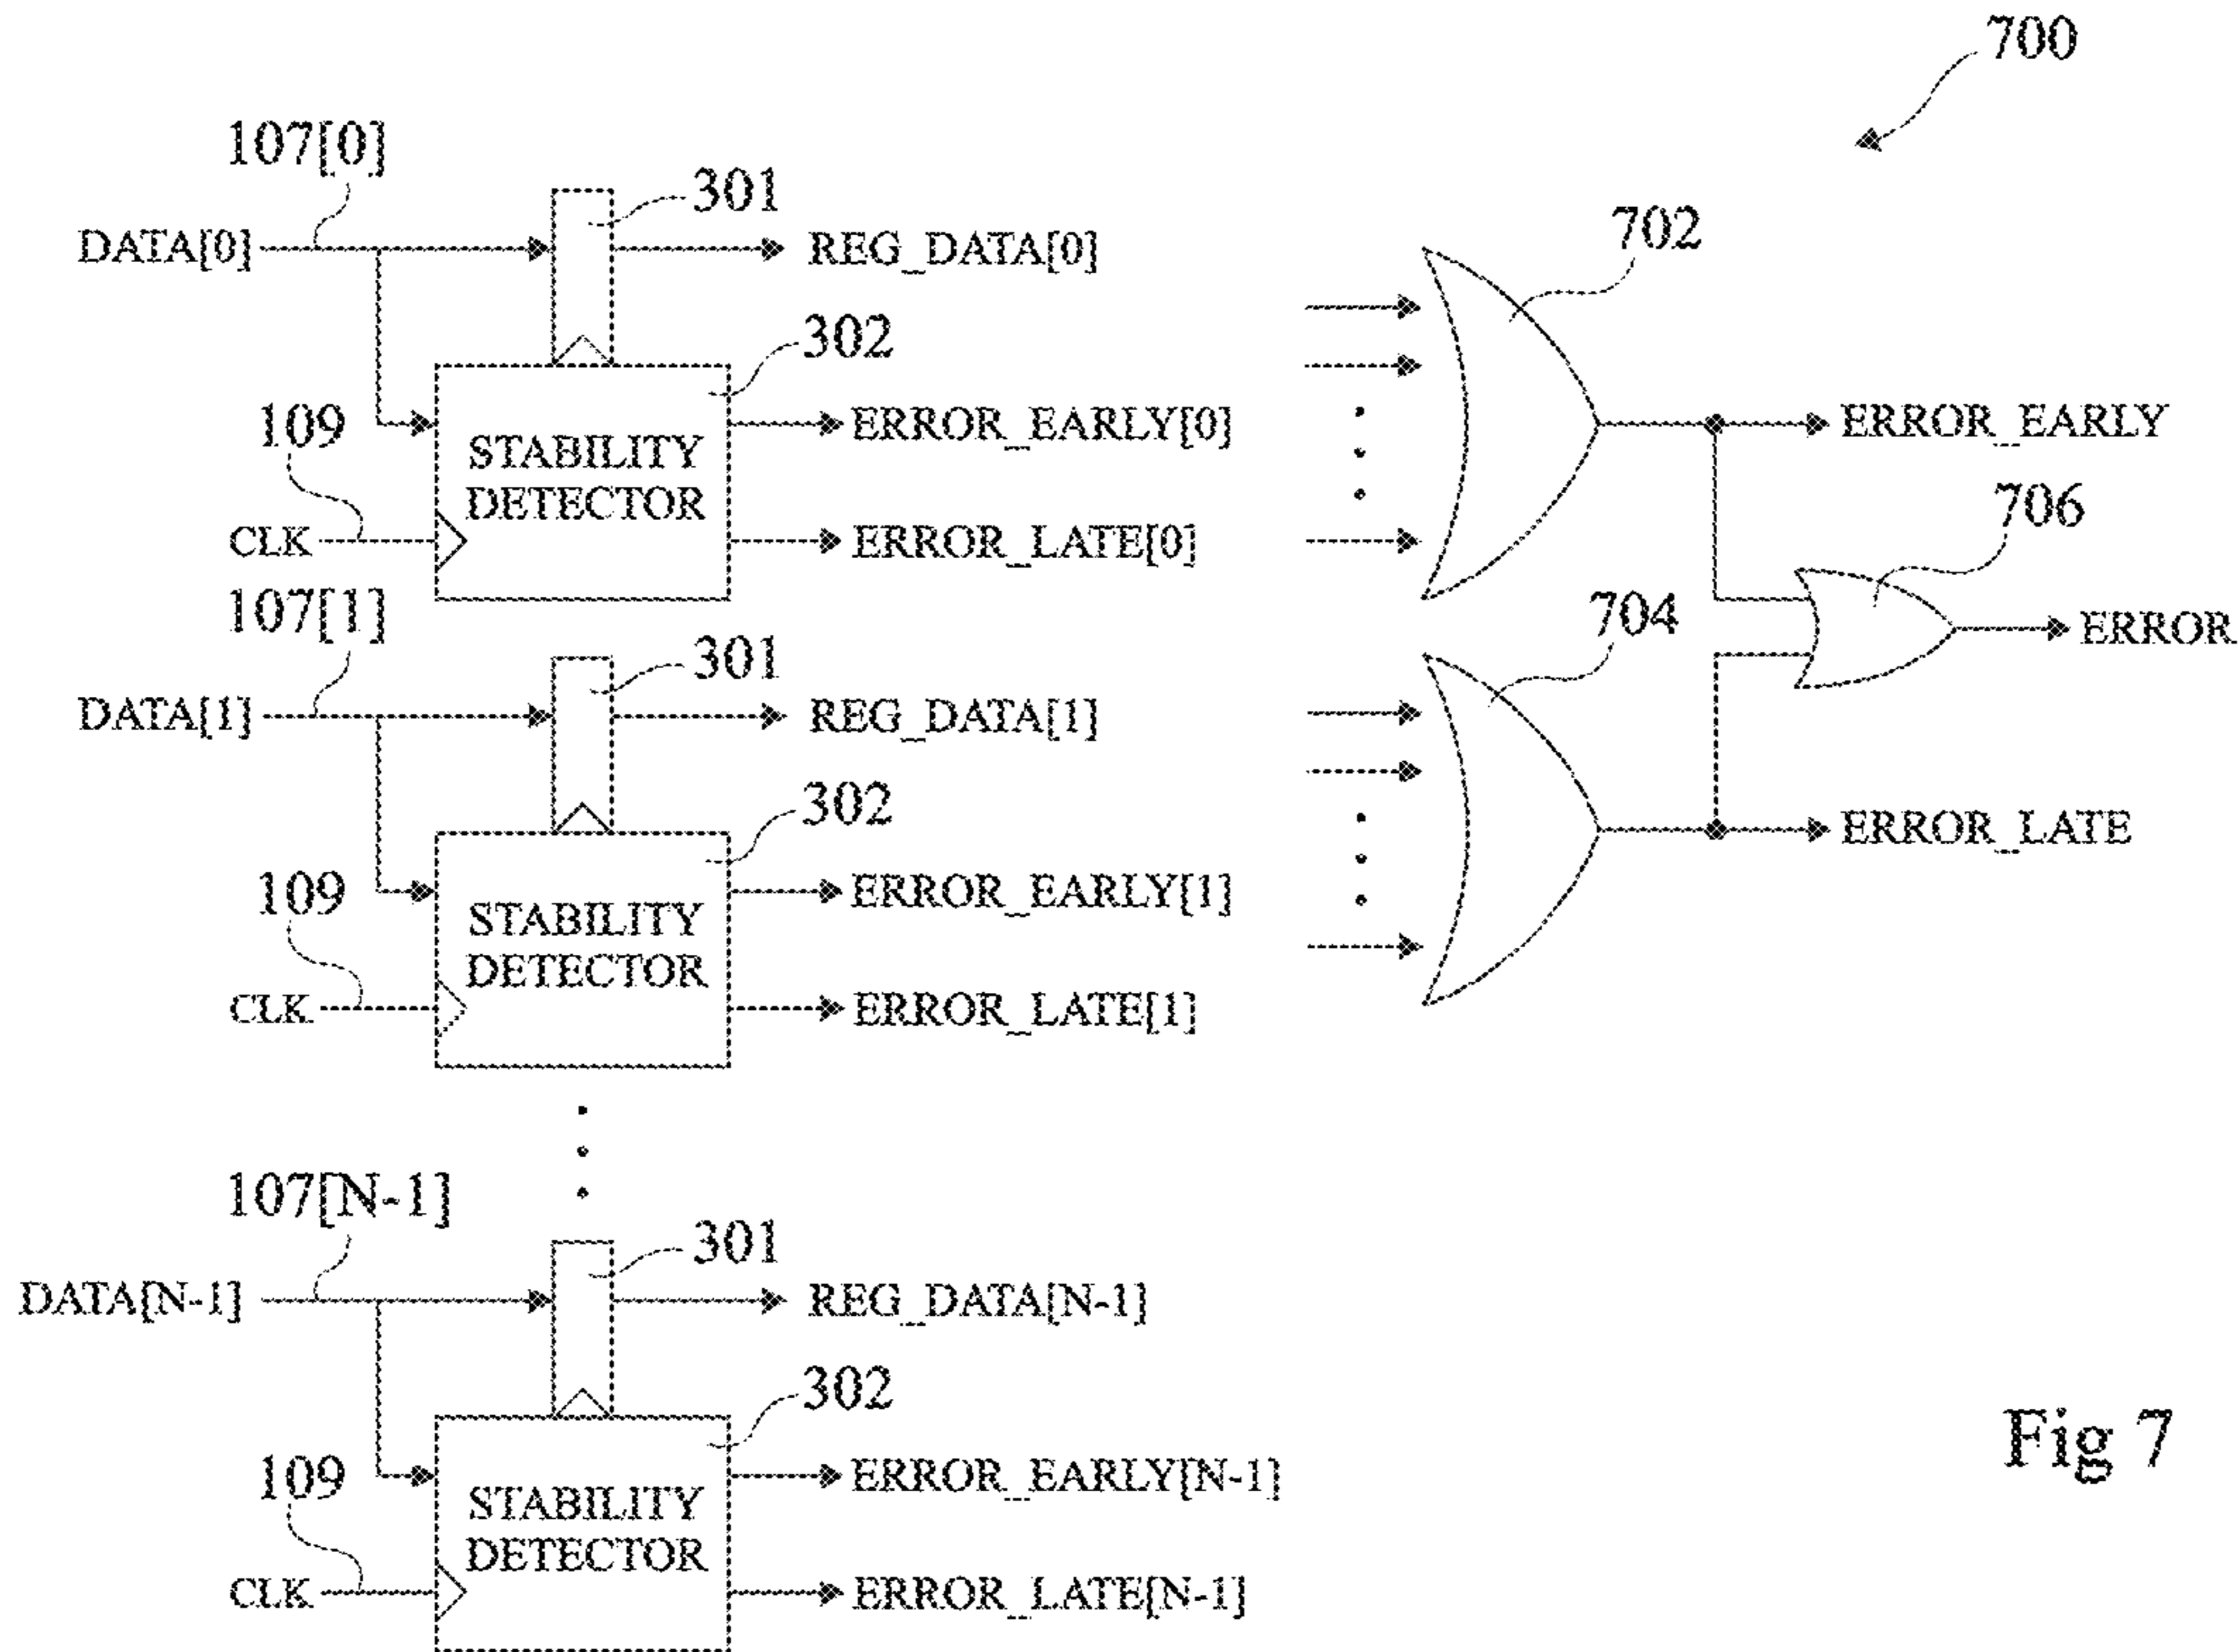 700
107[0]
301
DATA[0]
REG_DATA[0]
702
302
109
ERROR_EARLY[0]
ERROR_EARLY
STABILITY
DETECTOR
706
CLK
ERROR_LATE[0]
107[1]
704
ERROR
301
DATA[1]
REG_DATA[1]
302
ERROR_LATE
109
ERROR_EARLY[1]
STABILITY
DETECTOR
CLK
ERROR_LATE[1]
107[N-1]
301
DATA[N-1]
REG_DATA[N-1]
302
Fig 7
109
ERROR_EARLY[N-1]
STABILITY
DETECTOR
CLK
ERROR_LATE[N-1]